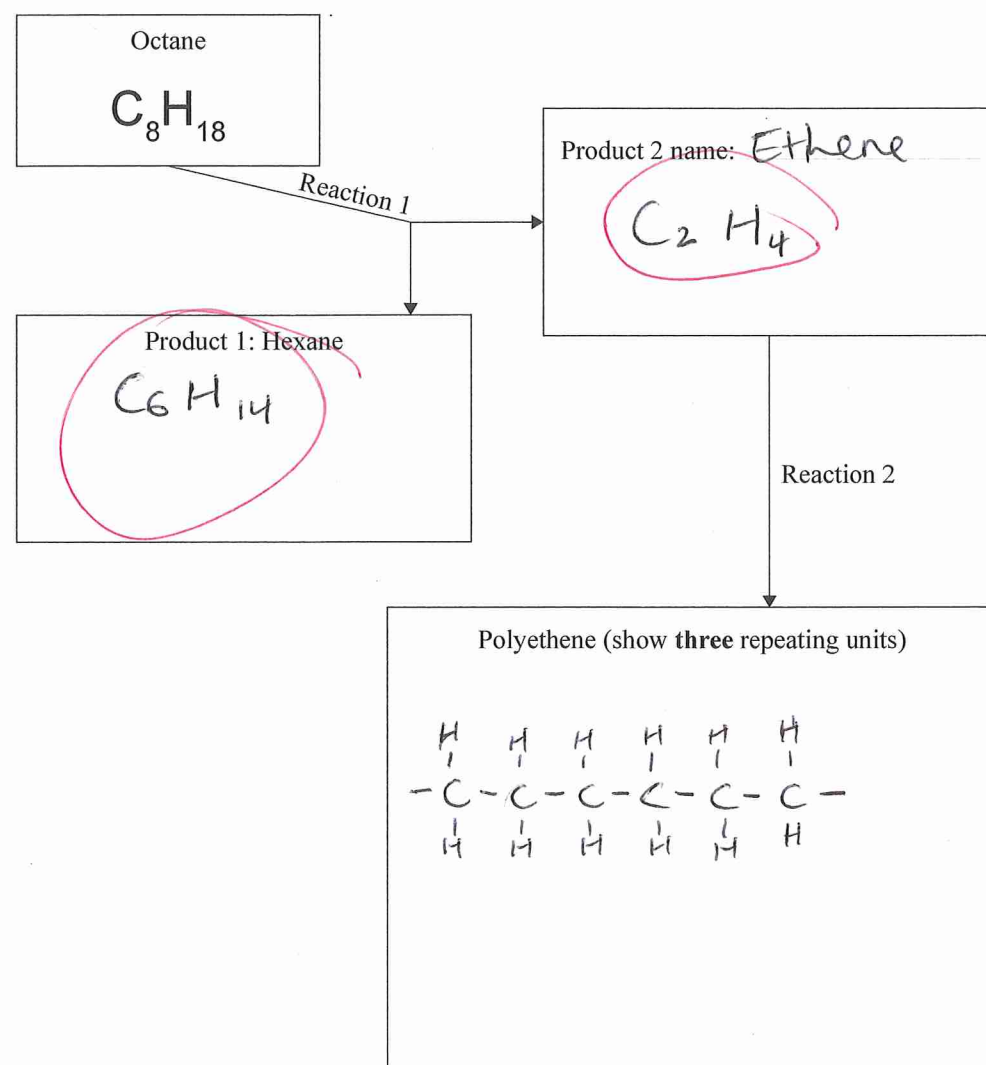 Octane
C₈H₁₈
Reaction 1
Product 2 name: Ethene
C₂ H₄
Product 1: Hexane
C₆ H₁₄
Reaction 2
Polyethene (show three repeating units)
H H H H H H
- C - C - C - C - C - C -
H H H H H H